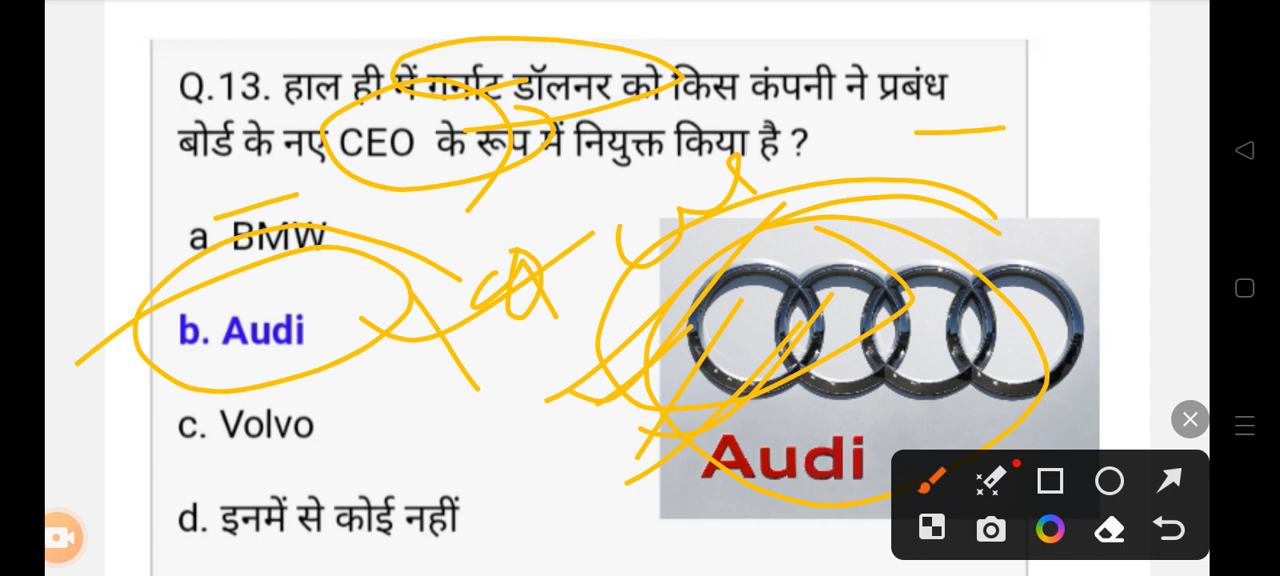 Q.13. हाल ही में गर्नाट डॉलनर को किस कंपनी ने प्रबंध
बोर्ड के नए CEO के रूप में नियुक्त किया है ?
a BMW
b. Audi
c. Volvo
d. इनमें से कोई नहीं
Audi